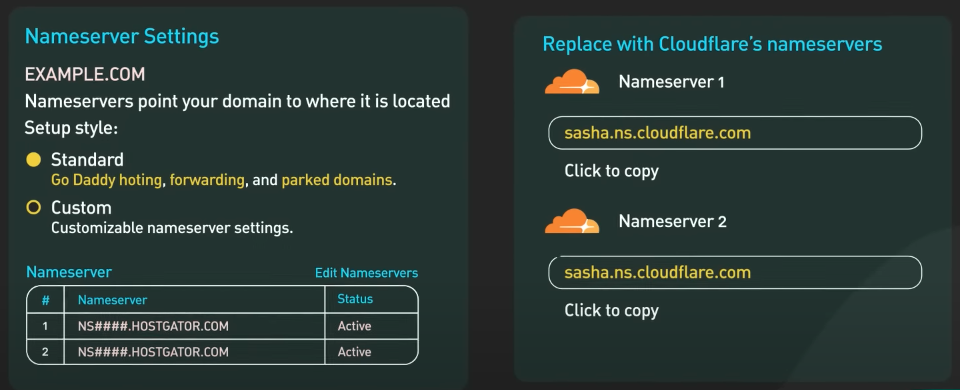 Nameserver Settings
EXAMPLE.COM
Nameservers point your domain to where it is located
Setup style:
Standard
Go Daddy hoting, forwarding, and parked domains.
Custom
Customizable nameserver settings.
Nameserver Edit Nameservers
# Nameserver Status
1 NS####.HOSTGATOR.COM Active
2 NS####.HOSTGATOR.COM Active
Replace with Cloudflare's nameservers
Nameserver 1
sasha.ns.cloudflare.com
Click to copy
Nameserver 2
sasha.ns.cloudflare.com
Click to copy